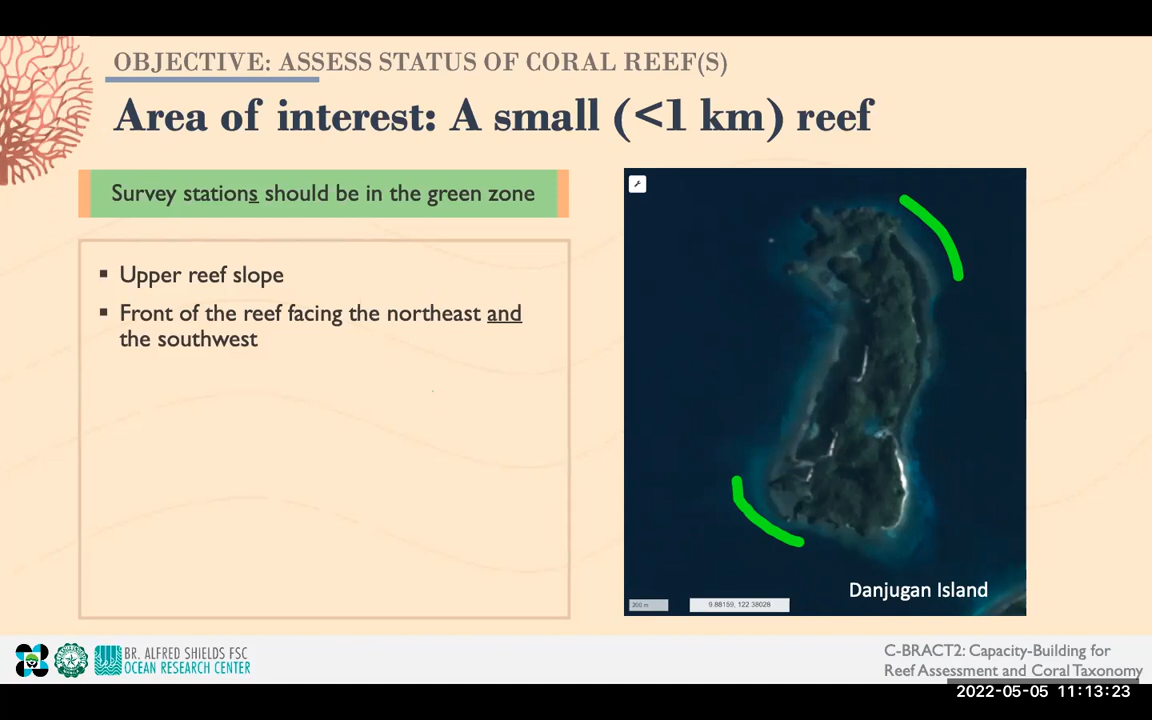 OBJECTIVE: ASSESS STATUS OF CORAL REEF(S)
Area of interest: A small (<1 km) reef
Survey stations should be in the green zone
▪ Upper reef slope
▪ Front of the reef facing the northeast and
the southwest
200 m
9.88159, 122.38028
Danjugan Island
BR. ALFRED SHIELDS FSC
OCEAN RESEARCH CENTER
C-BRACT2: Capacity-Building for
Reef Assessment and Coral Taxonomy
2022-05-05 11:13:23